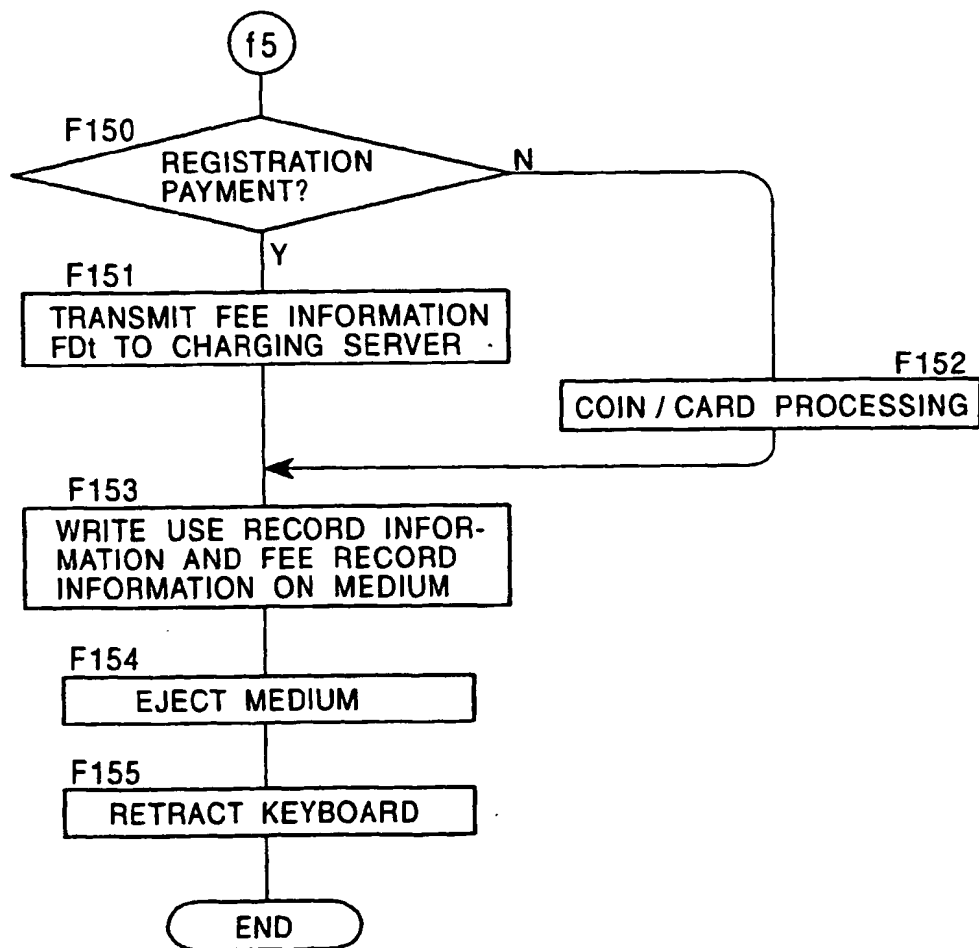 f5
F150
REGISTRATION
PAYMENT?
N
Y
F151
TRANSMIT FEE INFORMATION
FDt TO CHARGING SERVER
F152
COIN / CARD PROCESSING
F153
WRITE USE RECORD INFOR-
MATION AND FEE RECORD
INFORMATION ON MEDIUM
F154
EJECT MEDIUM
F155
RETRACT KEYBOARD
END